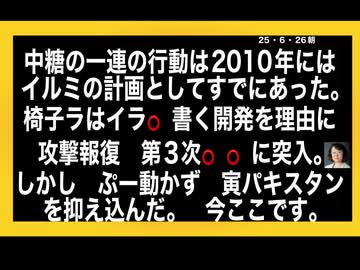 25・6・26朝
中糖の一連の行動は2010年には
イルミの計画としてすでにあった。
椅子ラはイラ○ 書く開発を理由に
攻撃報復 第3次○ ○ に突入。
しかし ぷー動かず 寅パキスタン
を抑え込んだ。 今ここです。